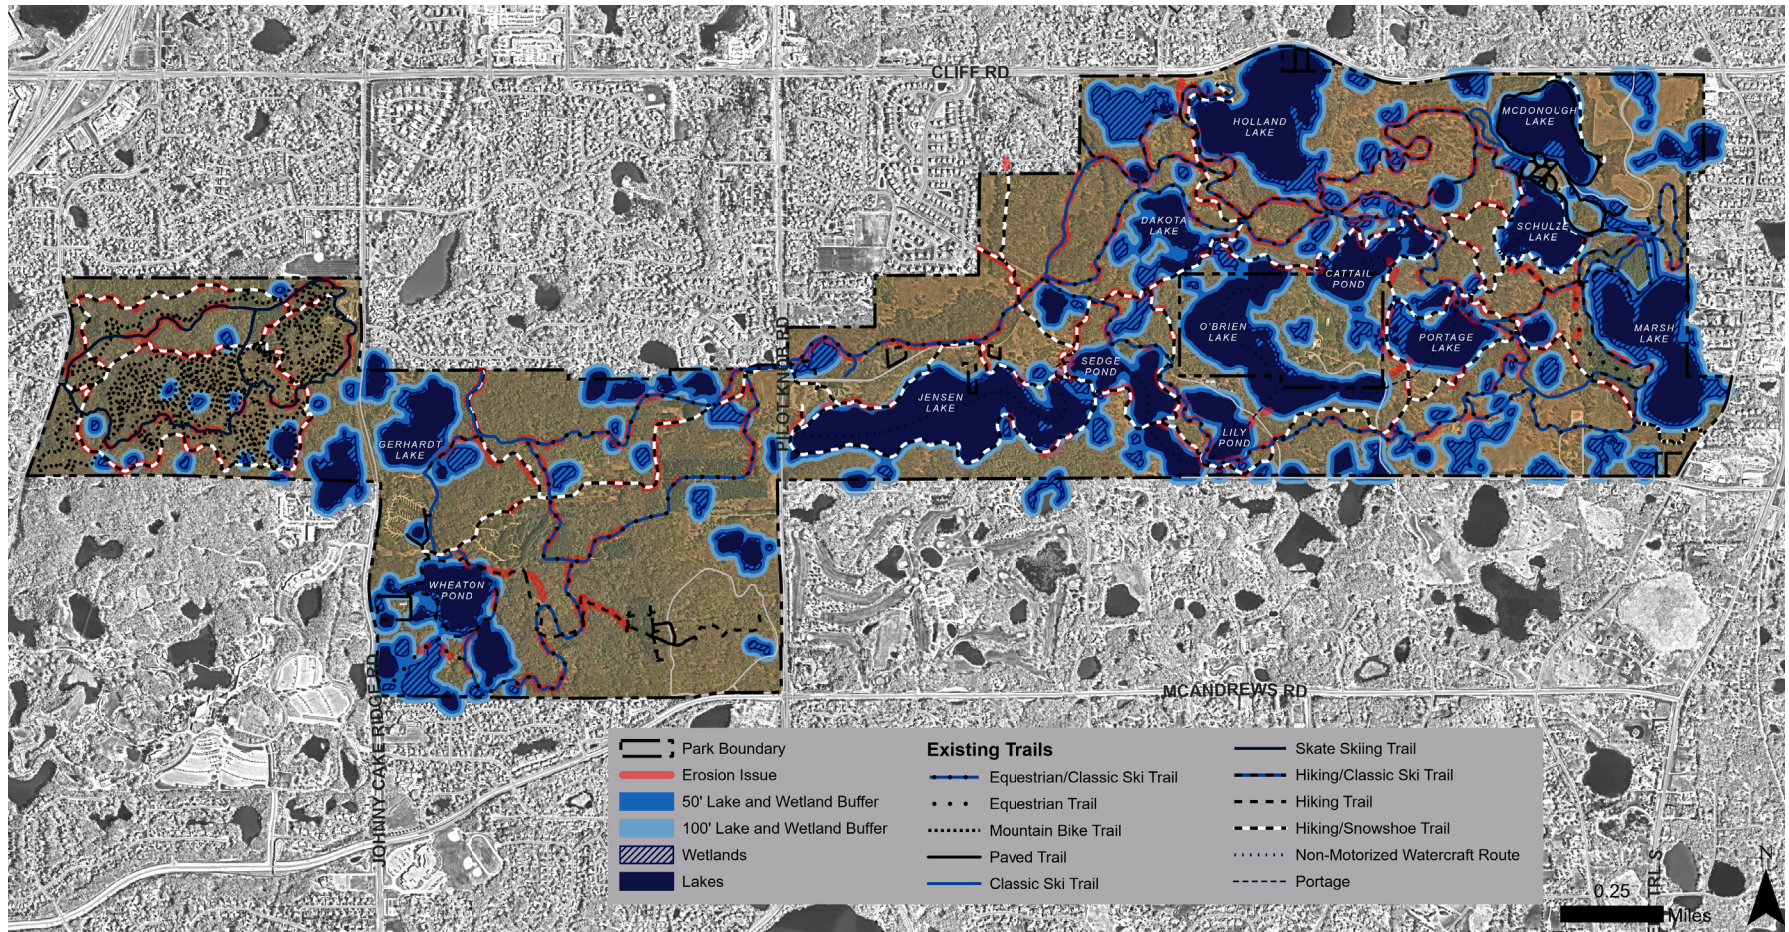 CLIFF RD
MCDONOUGH
LAKE
HOLLAND
LAKE
DAKOTA
LAKE
SCHULZE
LAKE
CATTAIL
POND
O'BRIEN
LAKE
PORTAGE
LAKE
MARSH
LAKE
PILOT KNOB RD
SEDGE
POND
JENSEN
LAKE
LILY
POND
GERHARDT
LAKE
WHEATON
POND
JOHNNY CAKE RIDGE RD
MCANDREWS RD
Park Boundary
Erosion Issue
50' Lake and Wetland Buffer
100' Lake and Wetland Buffer
Wetlands
Lakes
Existing Trails
Equestrian/Classic Ski Trail
Equestrian Trail
Mountain Bike Trail
Paved Trail
Classic Ski Trail
Skate Skiing Trail
Hiking/Classic Ski Trail
Hiking Trail
Hiking/Snowshoe Trail
Non-Motorized Watercraft Route
Portage
TRL S
0.25
Miles
N